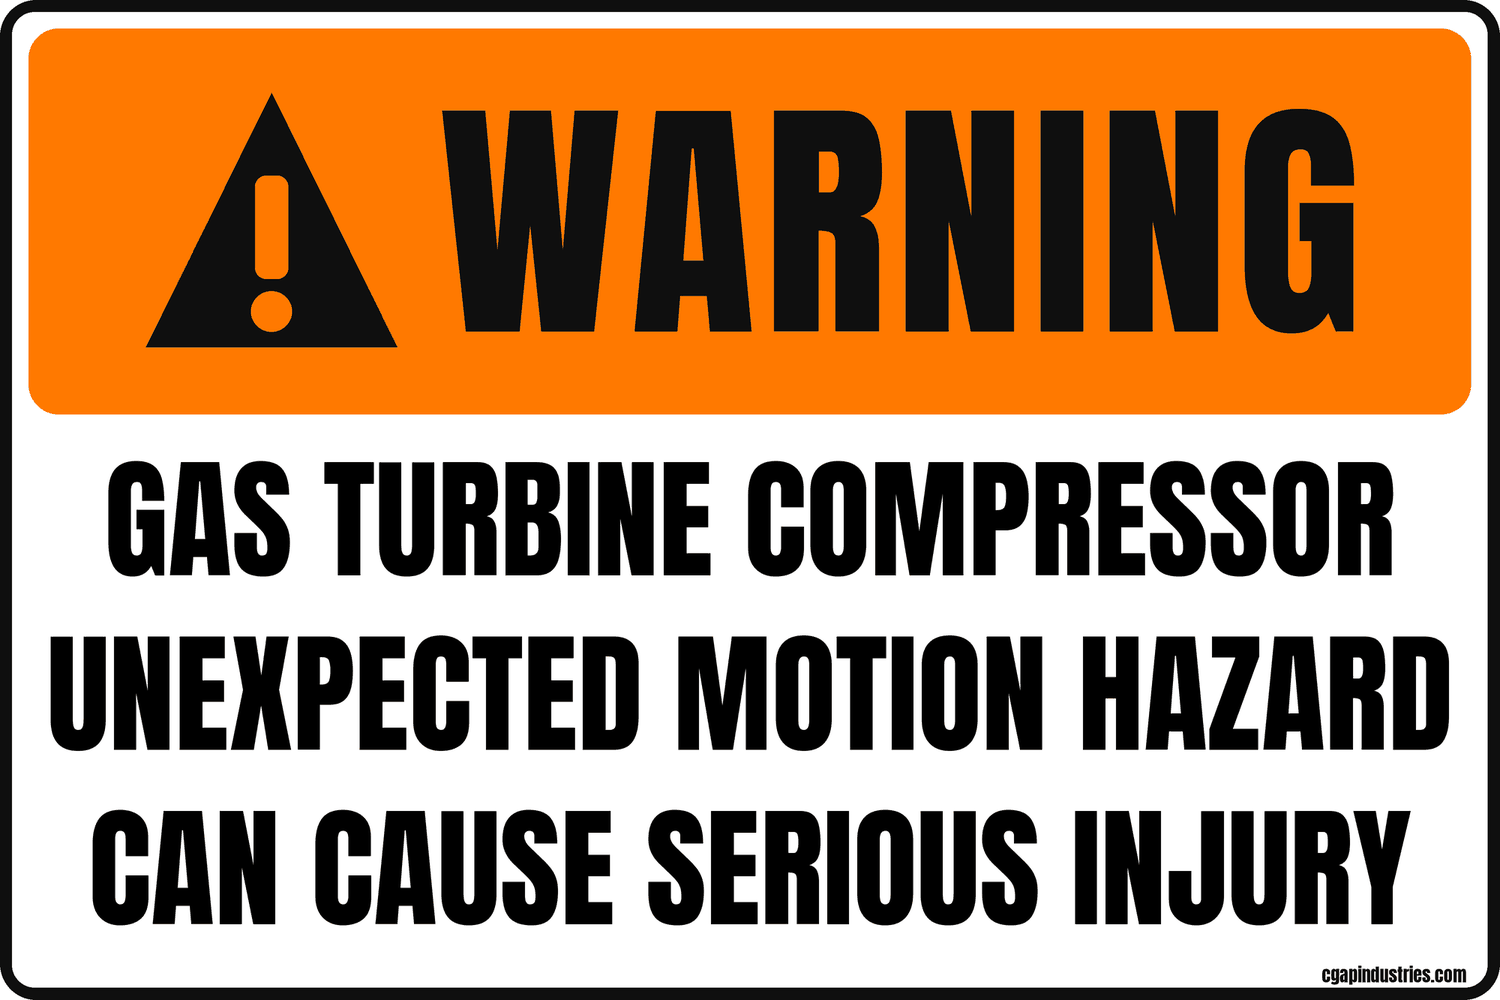 WARNING
GAS TURBINE COMPRESSOR
UNEXPECTED MOTION HAZARD
CAN CAUSE SERIOUS INJURY
cgapindustries.com